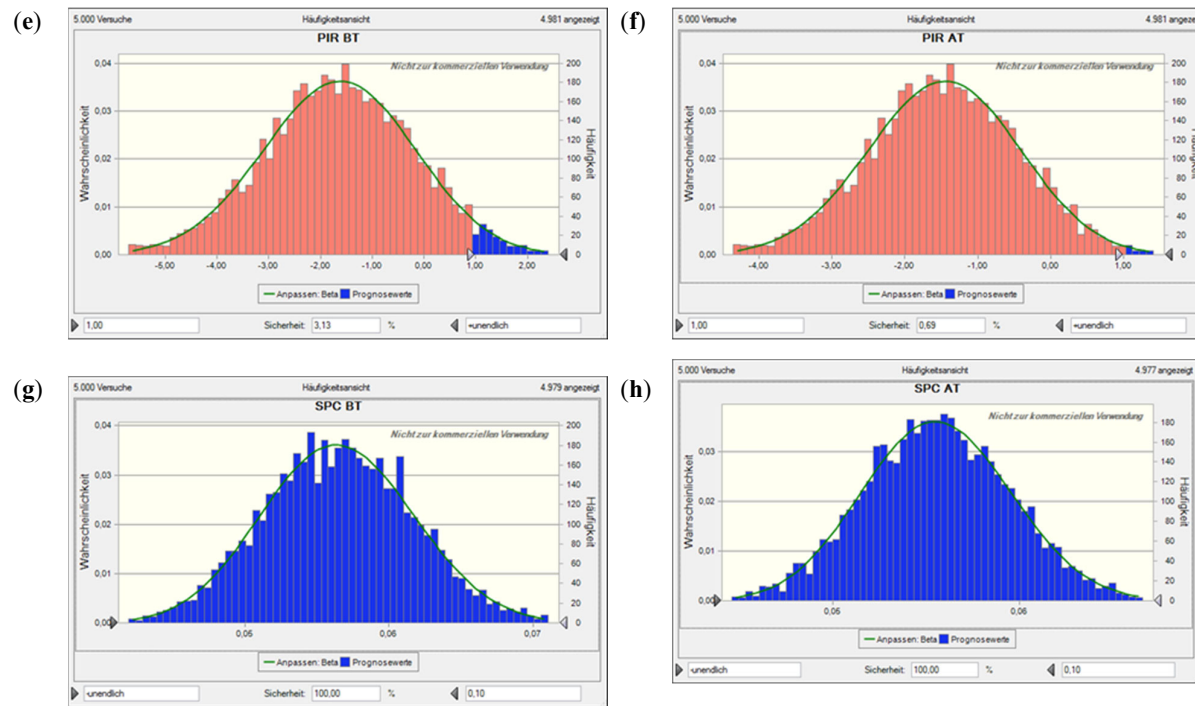 (e)
5.000 Versuche Häufigkeitsansicht 4.981 angezeigt
PIR BT
Nicht zur kommerziellen Verwendung
Wahrscheinlichkeit
0,04
0,03
0,02
0,01
0,00
Häufigkeit
200
180
160
140
120
100
80
60
40
20
0
-5,00 -4,00 -3,00 -2,00 -1,00 0,00 1,00 2,00
Anpassen: Beta Prognosewerte
1,00 Sicherheit: 3,13 % +unendlich
(f)
5.000 Versuche Häufigkeitsansicht 4.981 angezeigt
PIR AT
Nicht zur kommerziellen Verwendung
Wahrscheinlichkeit
0,04
0,03
0,02
0,01
0,00
Häufigkeit
200
180
160
140
120
100
80
60
40
20
0
-4,00 -3,00 -2,00 -1,00 0,00 1,00
Anpassen: Beta Prognosewerte
1,00 Sicherheit: 0,69 % +unendlich
(g)
5.000 Versuche Häufigkeitsansicht 4.979 angezeigt
SPC BT
Nicht zur kommerziellen Verwendung
Wahrscheinlichkeit
0,04
0,03
0,02
0,01
0,00
Häufigkeit
200
180
160
140
120
100
80
60
40
20
0
0,06 0,06 0,07
Anpassen: Beta Prognosewerte
-unendlich Sicherheit: 100,00 % 0,10
(h)
5.000 Versuche Häufigkeitsansicht 4.977 angezeigt
SPC AT
Nicht zur kommerziellen Verwendung
Wahrscheinlichkeit
0,03
0,02
0,01
0,00
Häufigkeit
180
160
140
120
100
80
60
40
20
0
0,06 0,06
Anpassen: Beta Prognosewerte
-unendlich Sicherheit: 100,00 % 0,10